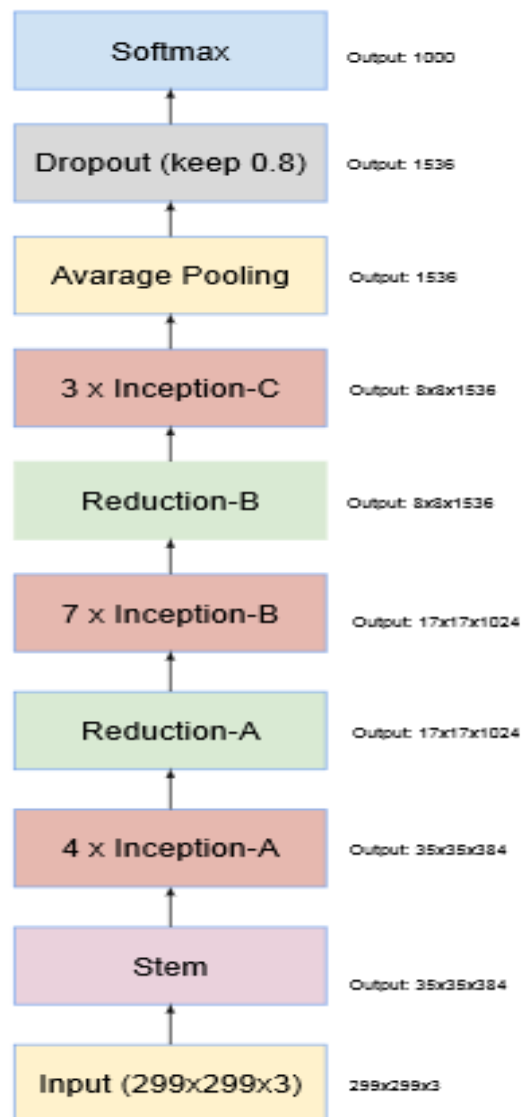 Softmax Output: 1000
Dropout (keep 0.8) Output: 1536
Avarage Pooling Output: 1536
3 x Inception-C Output: 8x8x1536
Reduction-B Output: 8x8x1536
7 x Inception-B Output: 17x17x1024
Reduction-A Output: 17x17x1024
4 x Inception-A Output: 35x35x384
Stem Output: 35x35x384
Input (299x299x3) 299x299x3